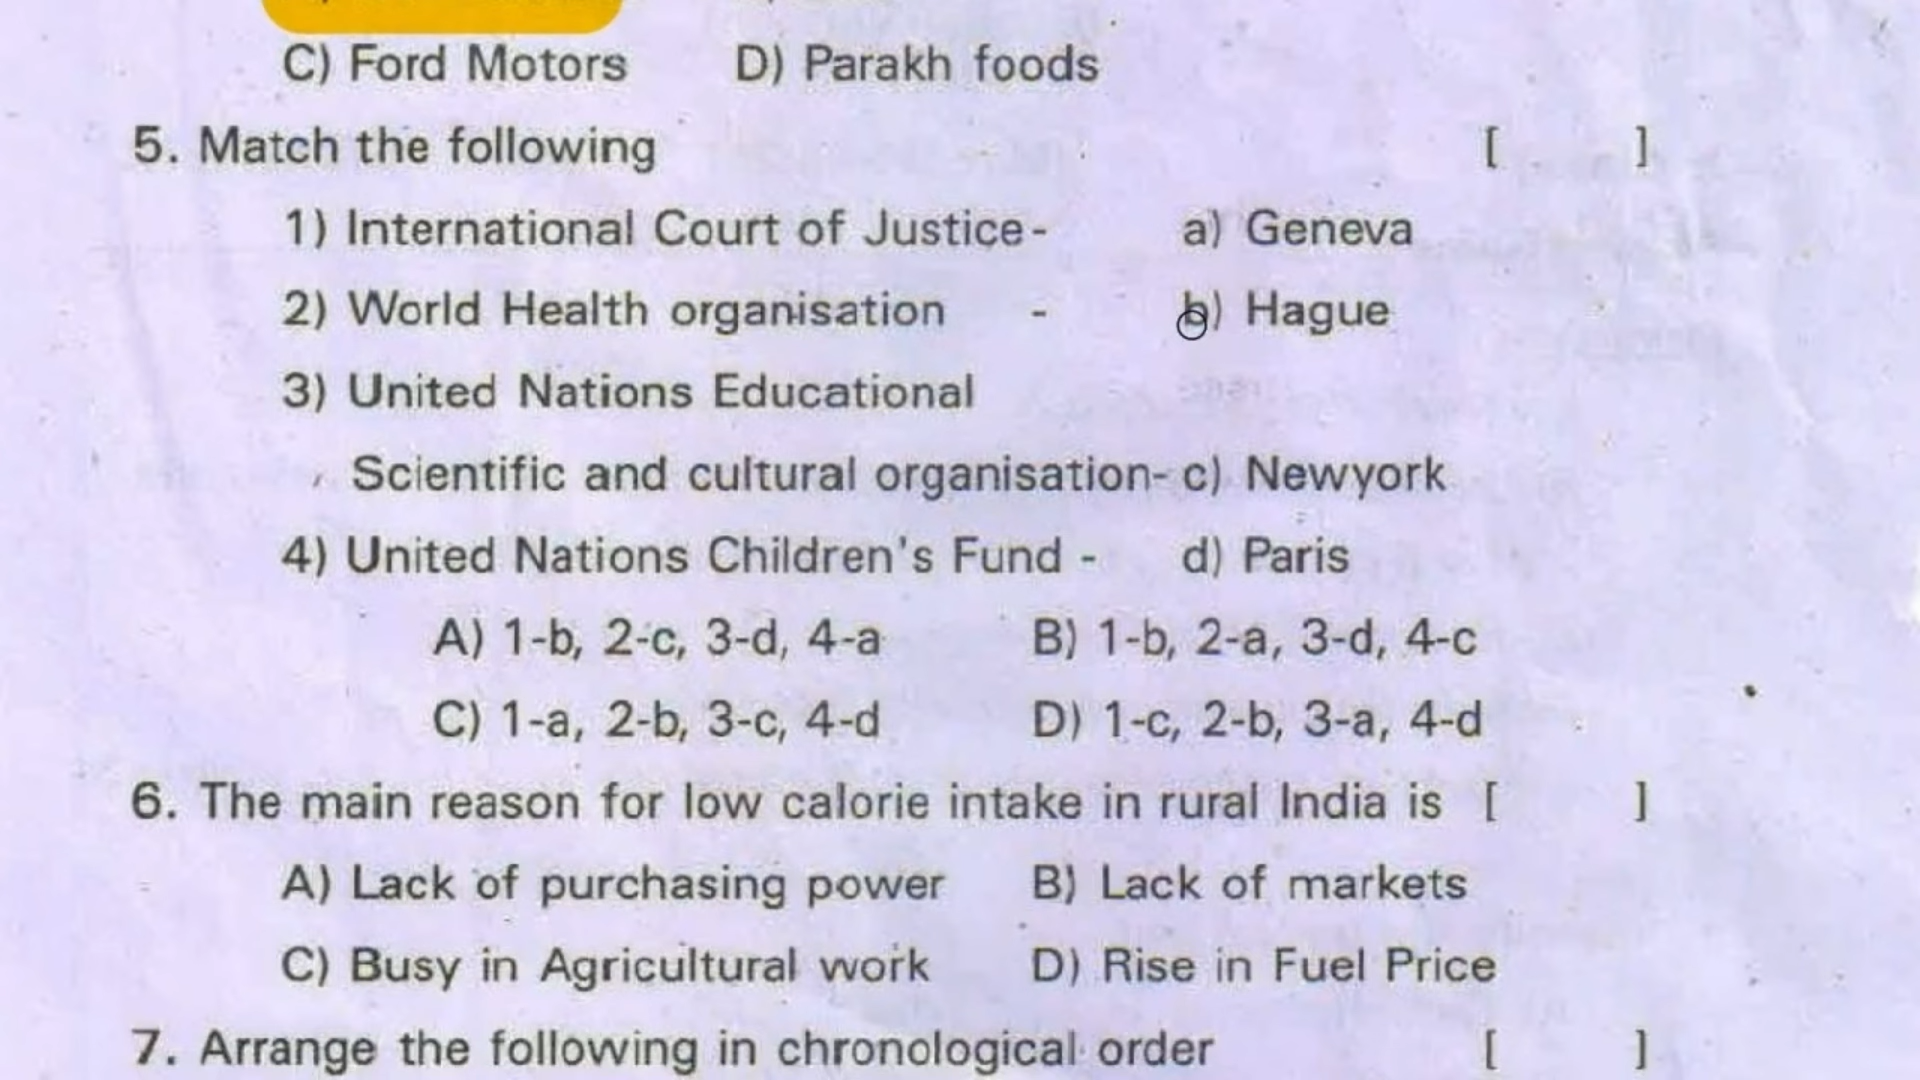 C) Ford Motors D) Parakh foods
5. Match the following [ ]
1) International Court of Justice - a) Geneva
2) World Health organisation - b) Hague
3) United Nations Educational
Scientific and cultural organisation- c) Newyork
4) United Nations Children's Fund - d) Paris
A) 1-b, 2-c, 3-d, 4-a B) 1-b, 2-a, 3-d, 4-c
C) 1-a, 2-b, 3-c, 4-d D) 1-c, 2-b, 3-a, 4-d
6. The main reason for low calorie intake in rural India is [ ]
A) Lack of purchasing power B) Lack of markets
C) Busy in Agricultural work D) Rise in Fuel Price
7. Arrange the following in chronological order [ ]